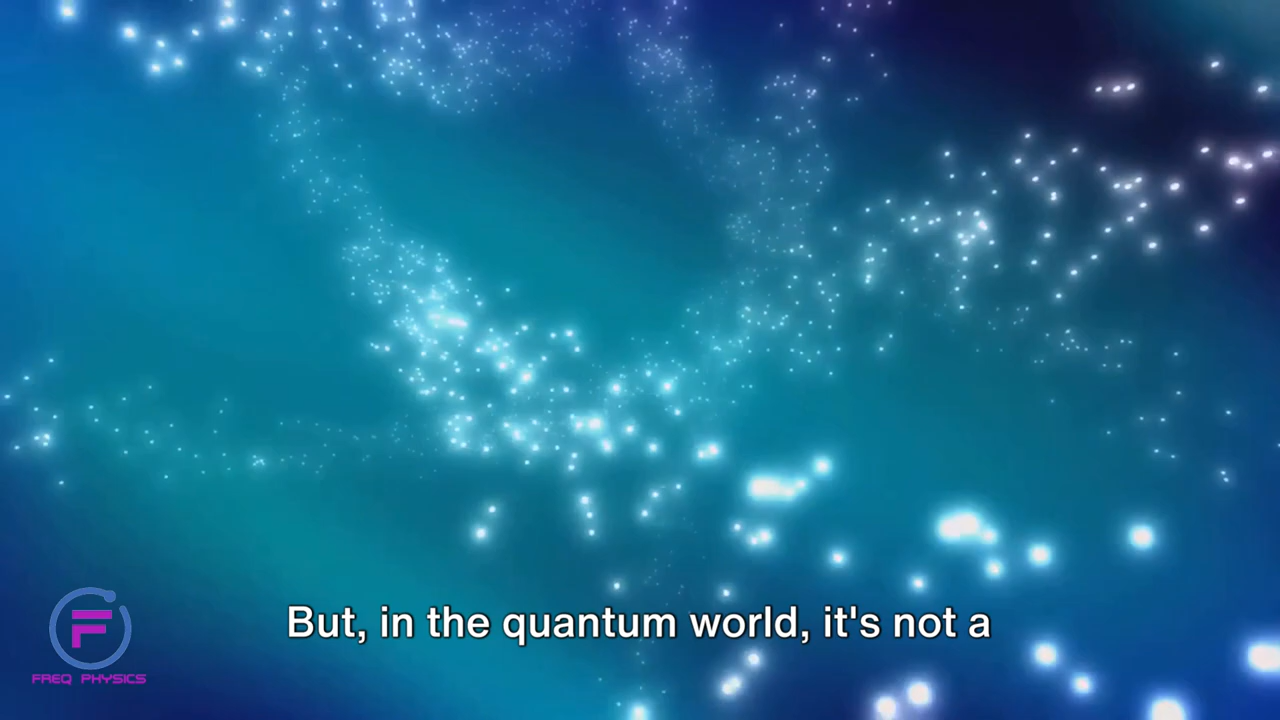 But, in the quantum world, it's not a
F
FREQ PHYSICS